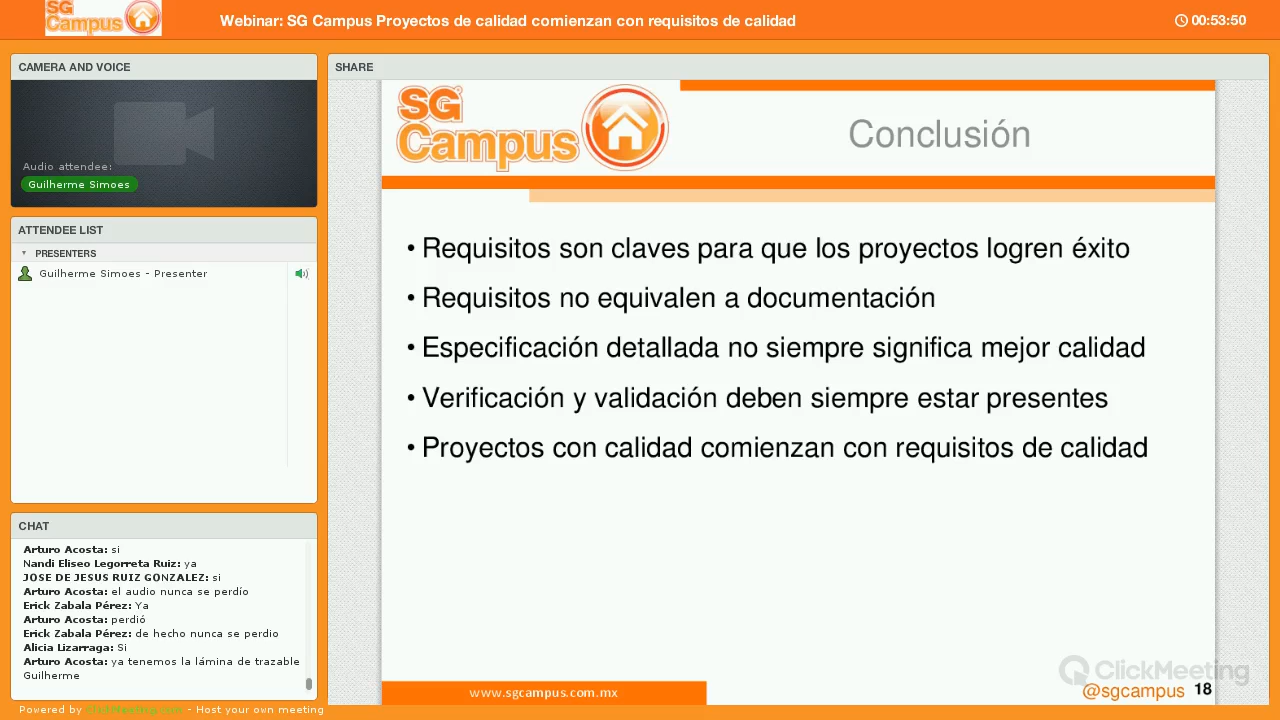 SG
Campus
Webinar: SG Campus Proyectos de calidad comienzan con requisitos de calidad
00:53:50
CAMERA AND VOICE
Audio attendee:
Guilherme Simoes
ATTENDEE LIST
PRESENTERS
Guilherme Simoes - Presenter
CHAT
Arturo Acosta: si
Nandi Eliseo Legorreta Ruiz: ya
JOSE DE JESUS RUIZ GONZALEZ: si
Arturo Acosta: el audio nunca se perdío
Erick Zabala Pérez: Ya
Arturo Acosta: perdió
Erick Zabala Pérez: de hecho nunca se perdio
Alicia Lizarraga: Si
Arturo Acosta: ya tenemos la lámina de trazable
Guilherme
Powered by - Host your own meeting
SHARE
SG
Campus
Conclusión
• Requisitos son claves para que los proyectos logren éxito
• Requisitos no equivalen a documentación
• Especificación detallada no siempre significa mejor calidad
• Verificación y validación deben siempre estar presentes
• Proyectos con calidad comienzan con requisitos de calidad
ClickMeeting
www.sgcampus.com.mx
@sgcampus 18